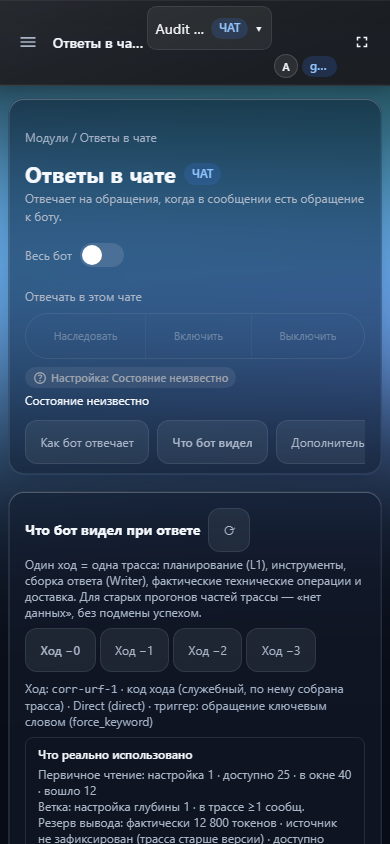 Ответы в ча...
Audit ... ЧАТ ▾
A g...
Модули / Ответы в чате
Ответы в чате ЧАТ
Отвечает на обращения, когда в сообщении есть обращение
к боту.
Весь бот
Отвечать в этом чате
Наследовать Включить Выключить
Настройка: Состояние неизвестно
Состояние неизвестно
Как бот отвечает Что бот видел Дополнитель
Что бот видел при ответе
Один ход = одна трасса: планирование (L1), инструменты,
сборка ответа (Writer), фактические технические операции и
доставка. Для старых прогонов частей трассы — «нет
данных», без подмены успехом.
Ход −0 Ход −1 Ход −2 Ход −3
Ход: corr-urf-1 · код хода (служебный, по нему собрана
трасса) · Direct (direct) · триггер: обращение ключевым
словом (force_keyword)
Что реально использовано
Первичное чтение: настройка 1 · доступно 25 · в окне 40
· вошло 12
Ветка: настройка глубины 1 · в трассе ≥1 сообщ.
Резерв вывода: фактически 12 800 токенов · источник
не зафиксирован (трасса старше версии) · доступно